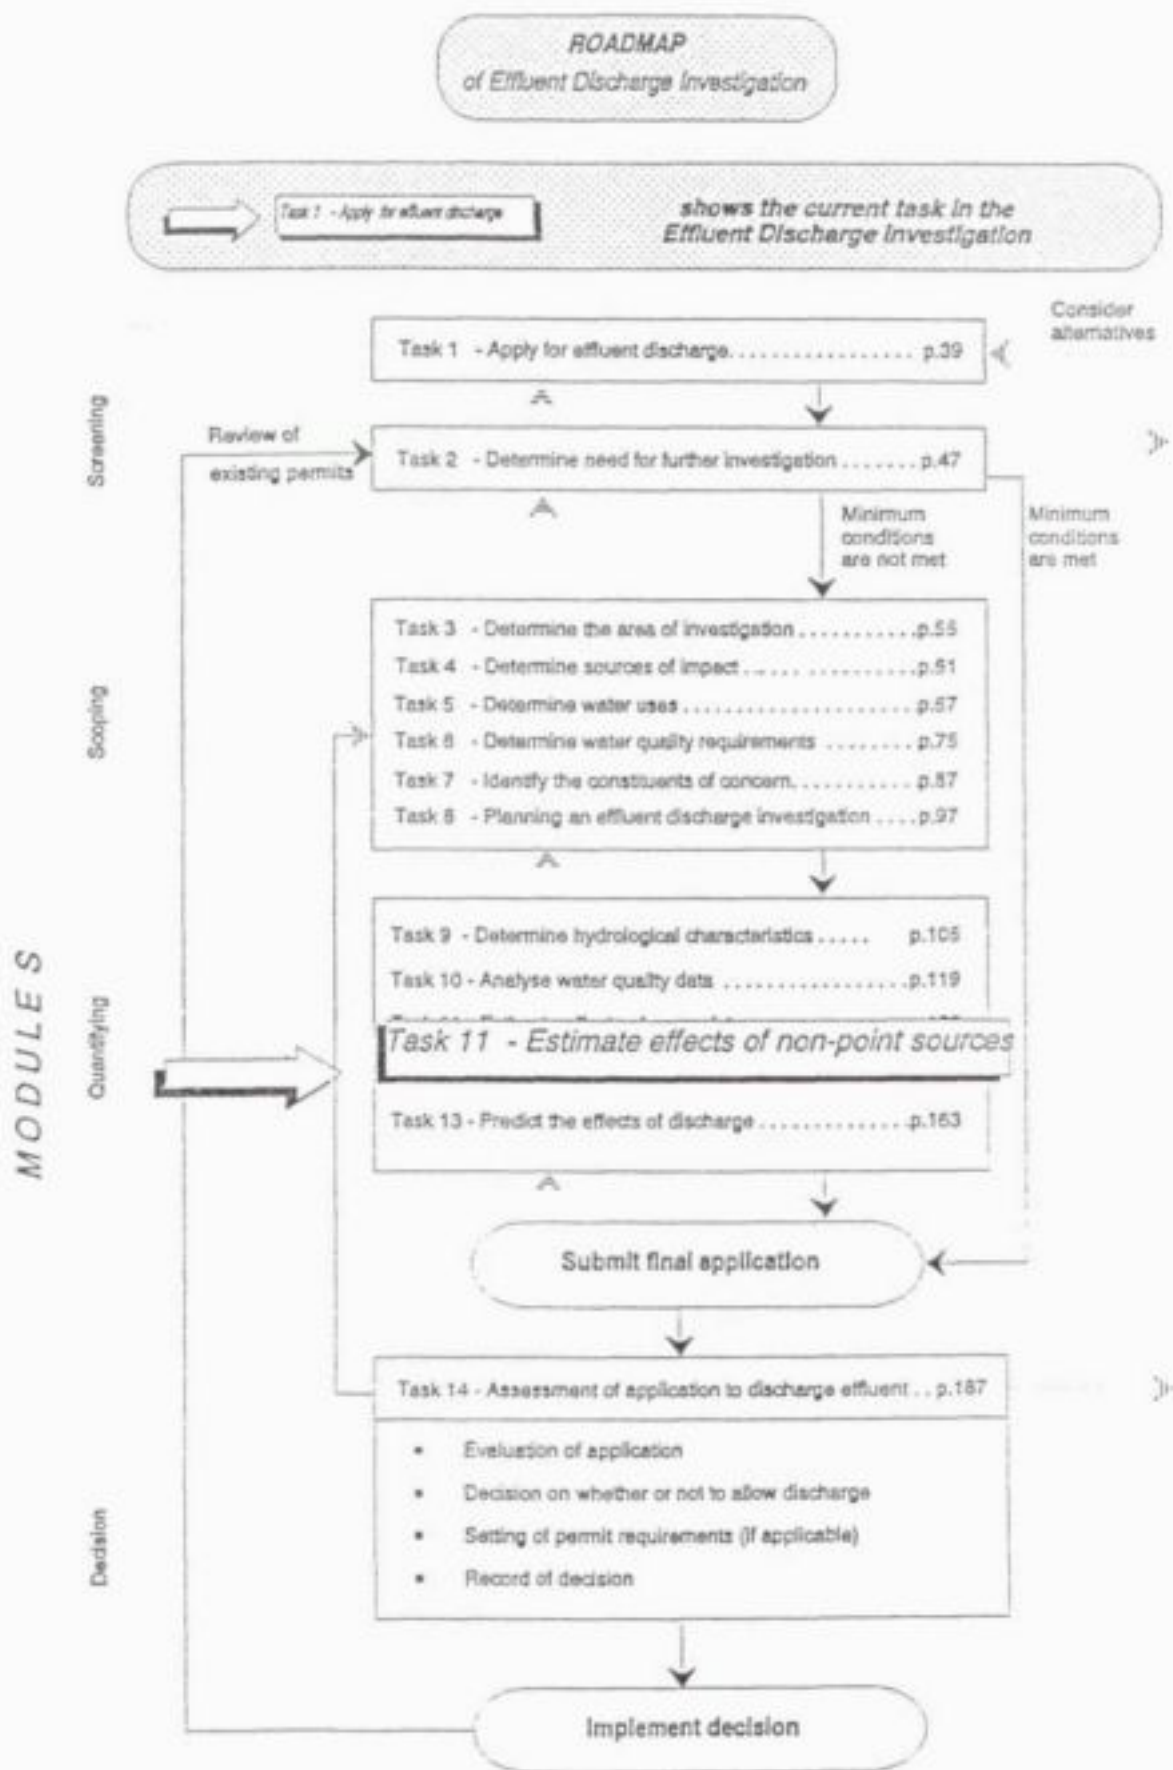 ROADMAP
of Effluent Discharge Investigation
Task 1 - Apply for effluent discharge
shows the current task in the
Effluent Discharge Investigation
Consider
alternatives
Task 1 - Apply for effluent discharge................. p.39
Screening
Review of
existing permits
Task 2 - Determine need for further investigation ....... p.47
Minimum
conditions
are not met
Minimum
conditions
are met
Scoping
Task 3 - Determine the area of investigation ...........p.55
Task 4 - Determine sources of impact ..... ..........p.61
Task 5 - Determine water uses ......................p.67
Task 6 - Determine water quality requirements ........p.75
Task 7 - Identify the constituents of concern...........p.87
Task 8 - Planning an effluent discharge investigation ....p.97
MODULES
Quantifying
Task 9 - Determine hydrological characteristics ..... p.105
Task 10 - Analyse water quality data .................p.119
Task 11 - Estimate effects of non-point sources
Task 13 - Predict the effects of discharge ..............p.163
Submit final application
Decision
Task 14 - Assessment of application to discharge effluent .. p.187
• Evaluation of application
• Decision on whether or not to allow discharge
• Setting of permit requirements (if applicable)
• Record of decision
Implement decision